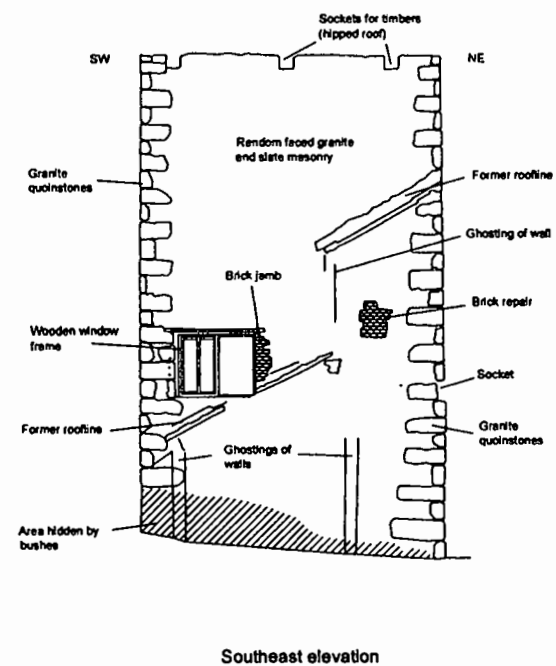 Sockets for timbers
(hipped roof)
SW
NE
Random faced granite
end slate masonry
Granite
quoinstones
Former roofline
Ghosting of wall
Brick jamb
Brick repair
Wooden window
frame
Socket
Former roofline
Ghostings of
walls
Granite
quoinstones
Area hidden by
bushes
Southeast elevation